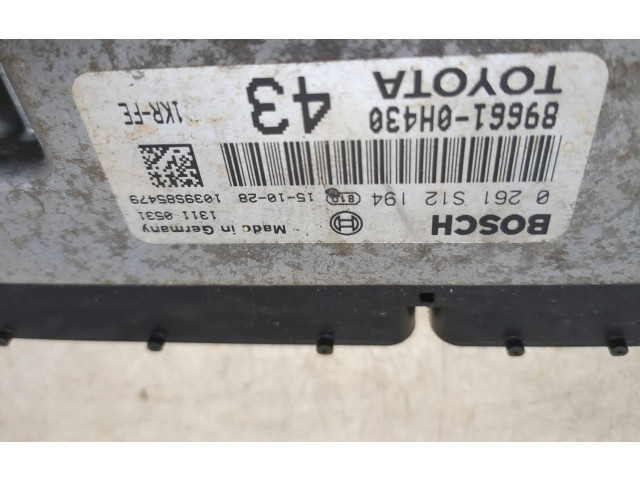 BOSCH Made in Germany
1311 0531
0 261 S12 194 15-10-28 1039S85479
89661-0H430 43 1KR-FE
TOYOTA